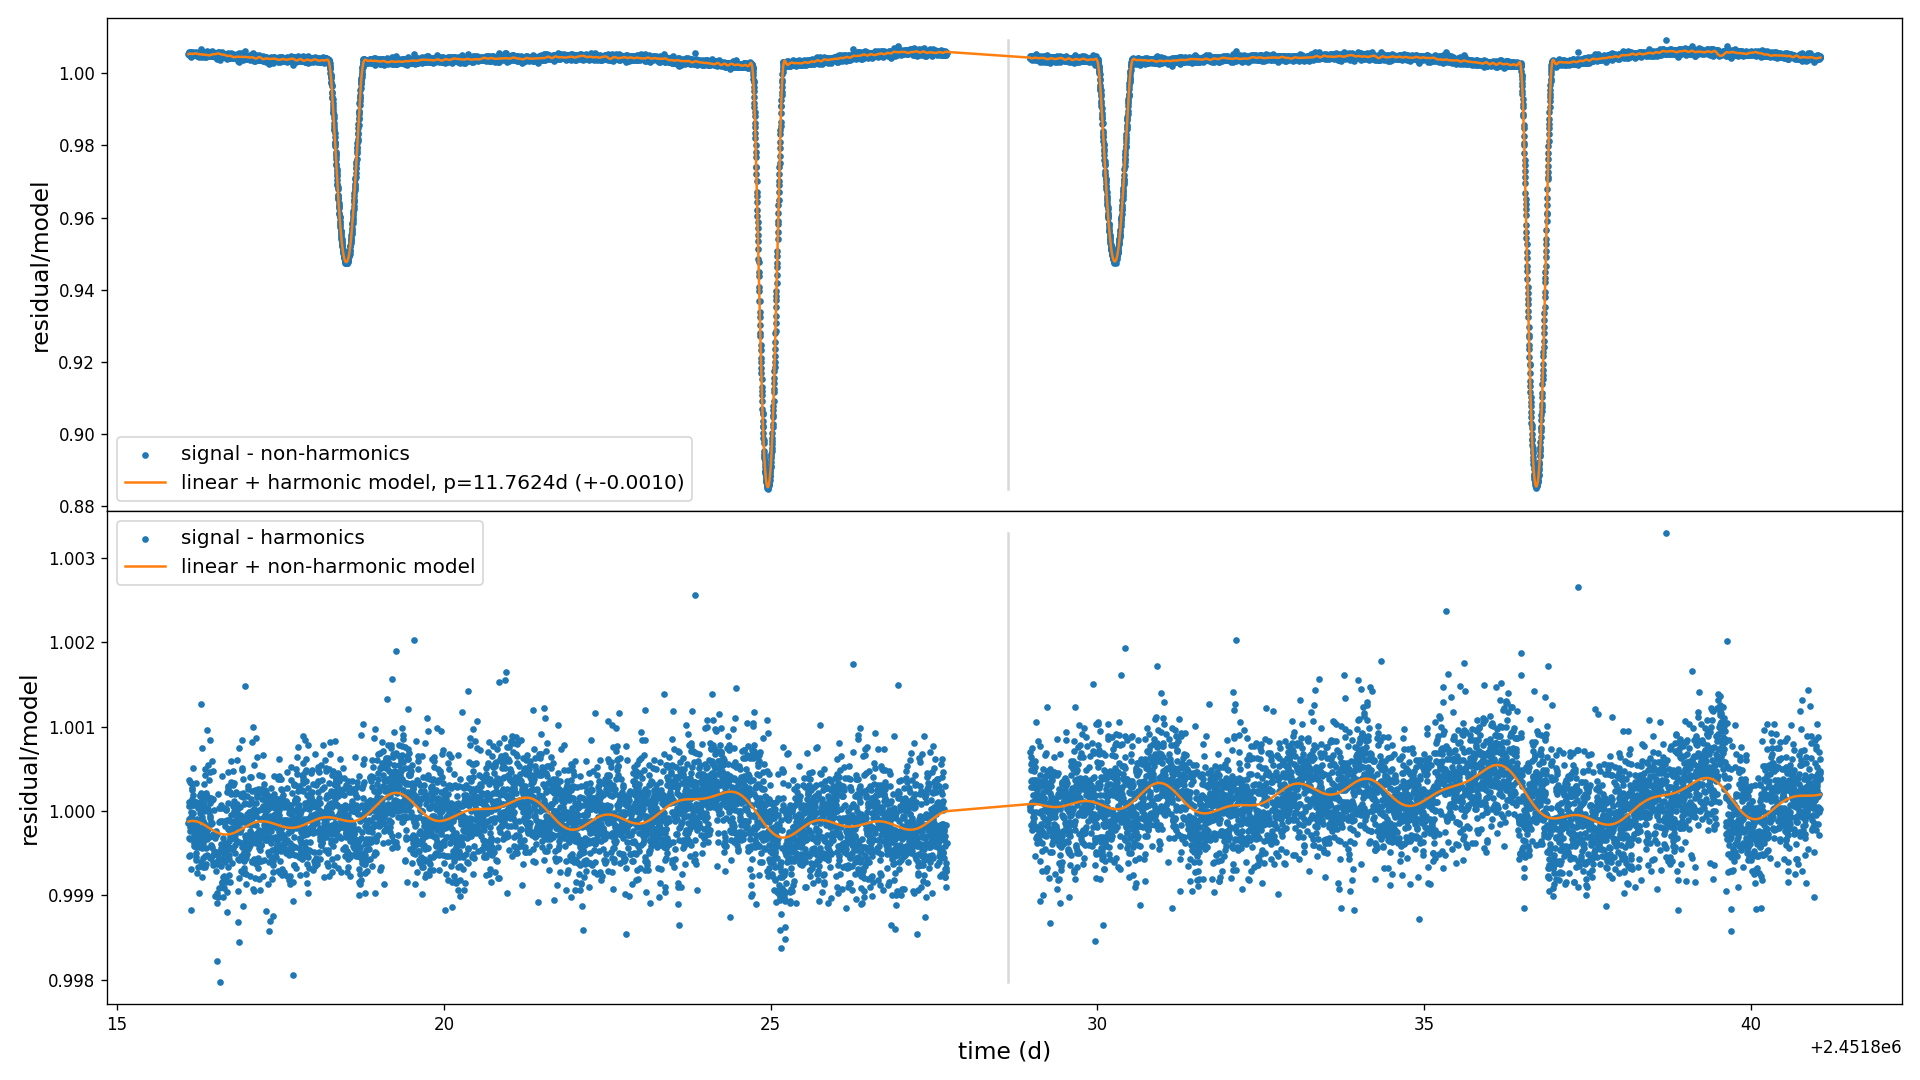 residual/model
1.00
0.98
0.96
0.94
0.92
0.90
0.88
signal - non-harmonics
linear + harmonic model, p=11.7624d (+-0.0010)
residual/model
1.003
1.002
1.001
1.000
0.999
0.998
signal - harmonics
linear + non-harmonic model
15 20 25 30 35 40
time (d)
+2.4518e6